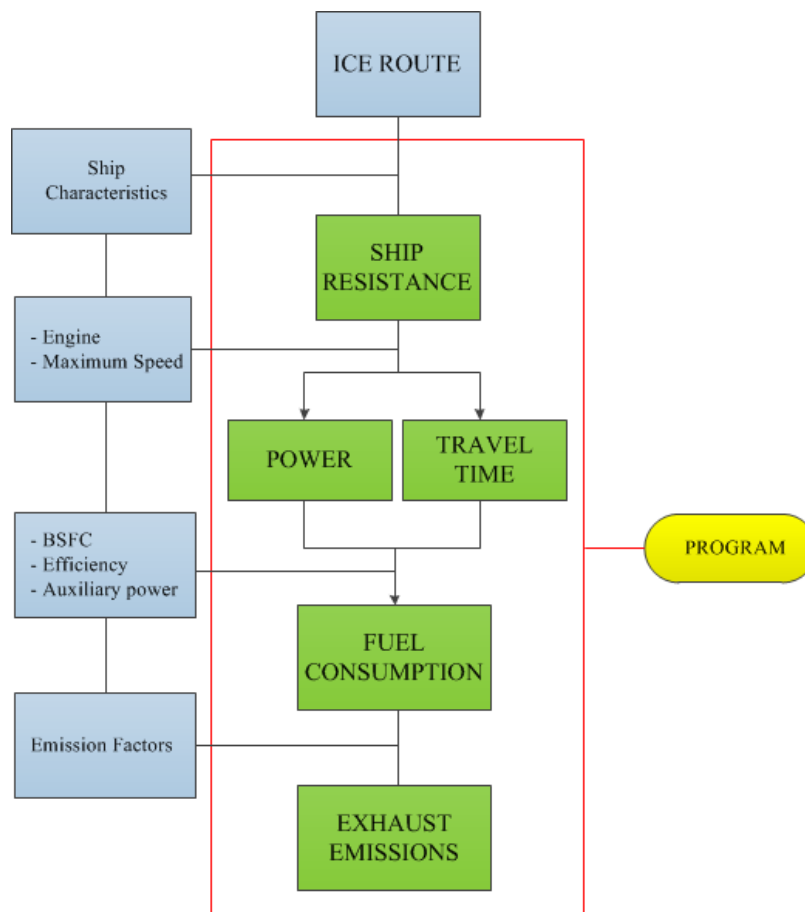 ICE ROUTE
Ship
Characteristics
SHIP
RESISTANCE
- Engine
- Maximum Speed
POWER
TRAVEL
TIME
- BSFC
- Efficiency
- Auxiliary power
PROGRAM
FUEL
CONSUMPTION
Emission Factors
EXHAUST
EMISSIONS